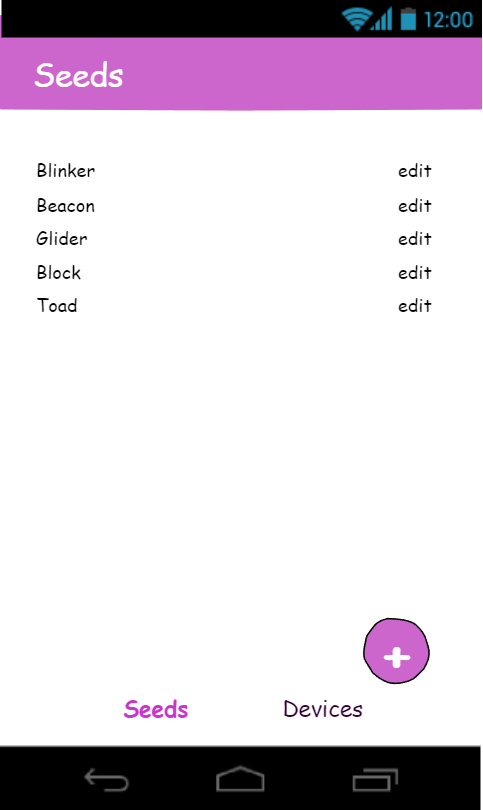 12:00
Seeds
Blinker edit
Beacon edit
Glider edit
Block edit
Toad edit
+
Seeds Devices